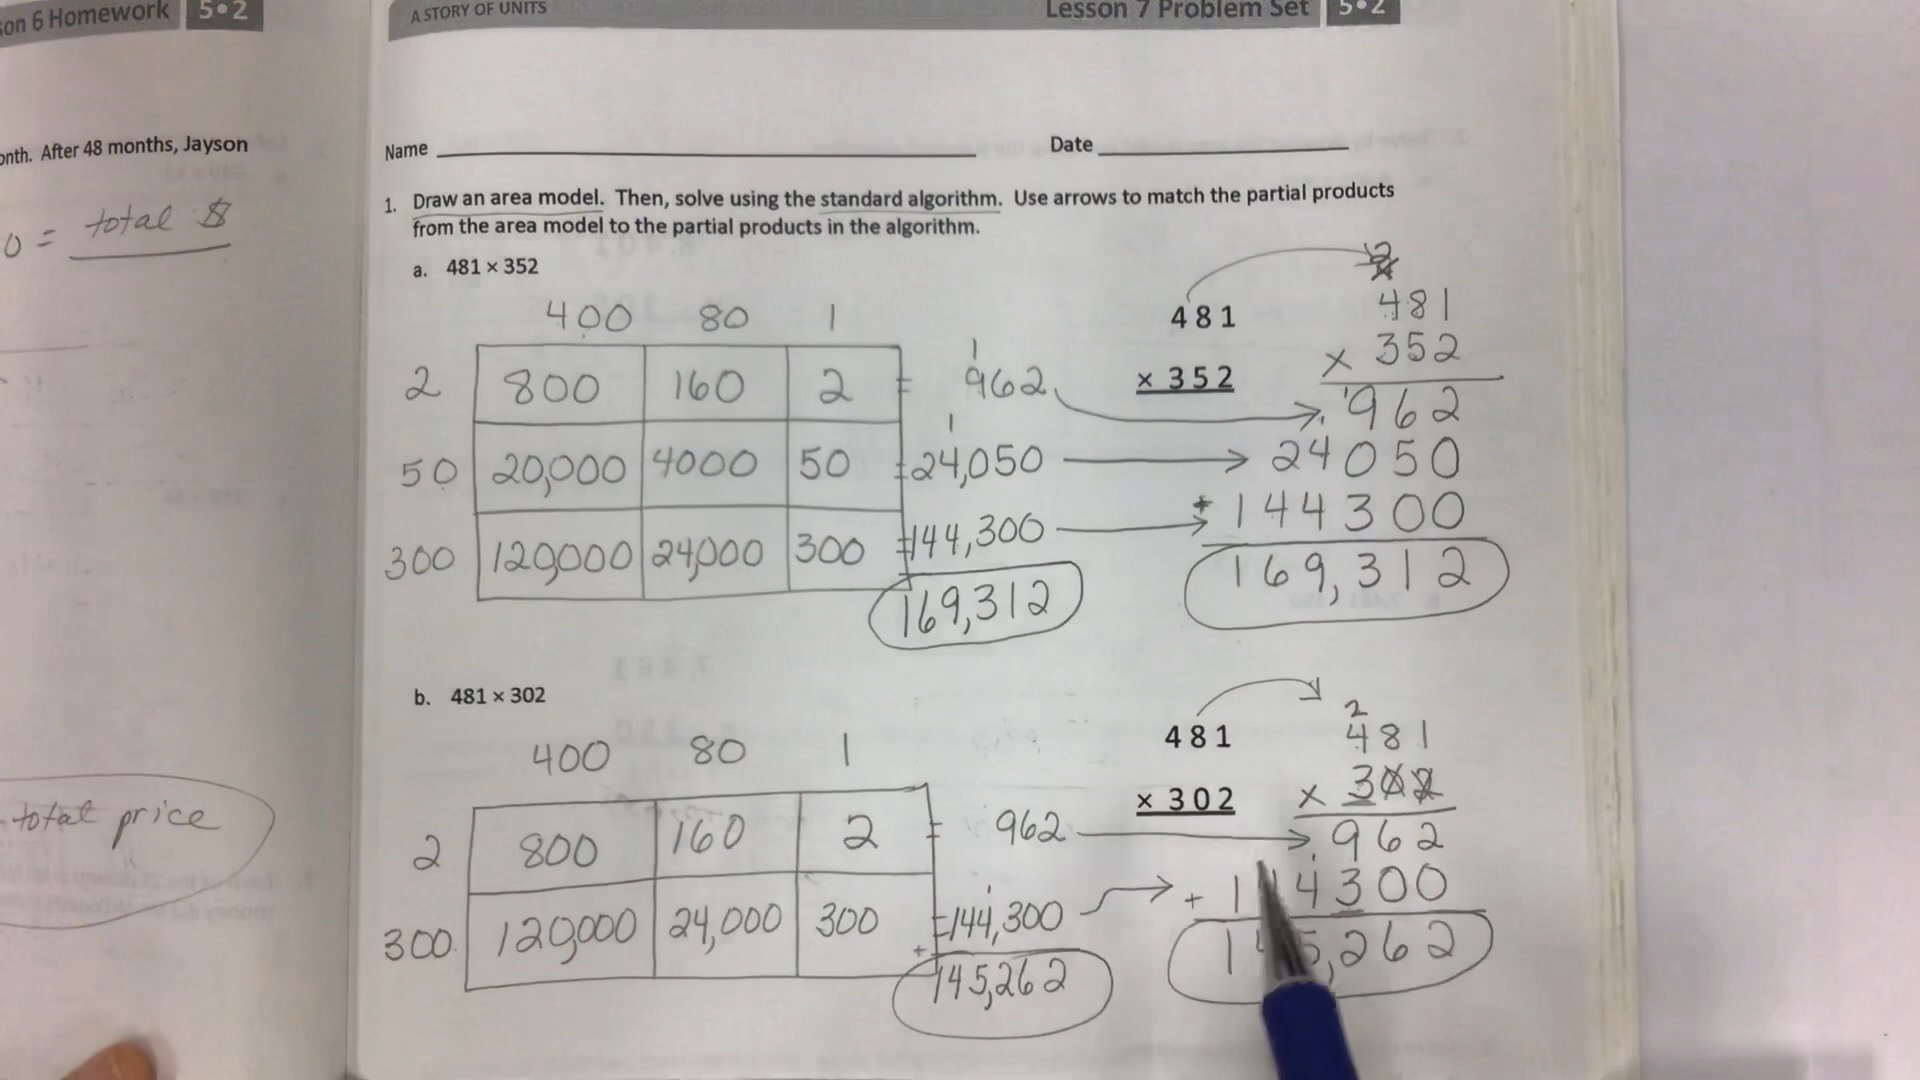 son 6 Homework 5•2
A STORY OF UNITS Lesson 7 Problem Set 5•2
onth. After 48 months, Jayson
0 = total $
total price
Name Date
1. Draw an area model. Then, solve using the standard algorithm. Use arrows to match the partial products
from the area model to the partial products in the algorithm.
a. 481 × 352
400 80 1
2 800 160 2 = 962
50 20,000 4000 50 = 24,050
300 120,000 24,000 300 = 144,300
169,312
481
× 352
2
481
× 352
962
24050
+ 144300
169,312
b. 481 × 302
400 80 1
2 800 160 2 = 962
300 120,000 24,000 300 = 144,300
+
145,262
481
× 302
2
481
× 302
962
+ 144300
145,262